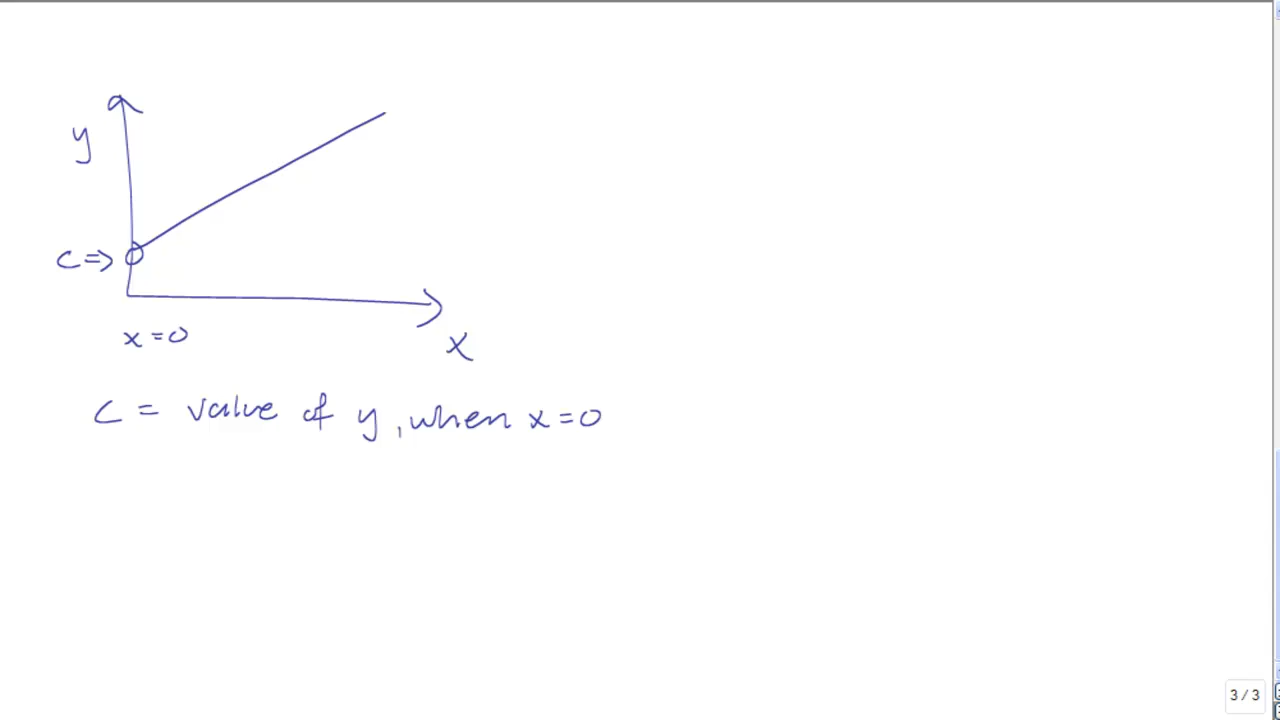 y
c ⇒
x = 0
x
c = value of y, when x = 0
3 / 3